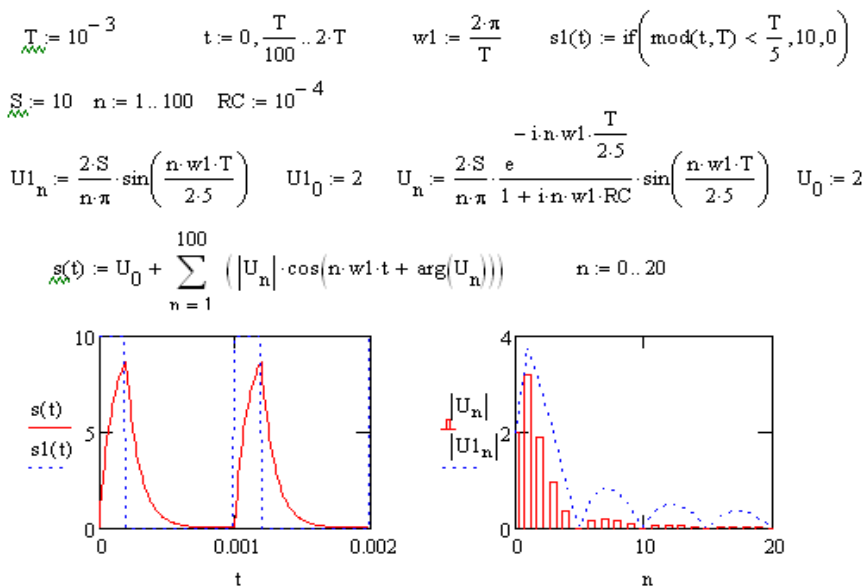 T := 10^-3    t := 0, T/100 .. 2·T    w1 := 2·π/T    s1(t) := if(mod(t,T) < T/5, 10, 0)
S := 10    n := 1 .. 100    RC := 10^-4
U1_n := 2·S/(n·π) · sin(n·w1·T/(2·5))    U1_0 := 2    U_n := 2·S/(n·π) · e^(-i·n·w1·T/(2·5))/(1 + i·n·w1·RC) · sin(n·w1·T/(2·5))    U_0 := 2
s(t) := U_0 + ∑_{n = 1}^{100} (|U_n|·cos(n·w1·t + arg(U_n)))    n := 0 .. 20
10
5
0
s(t)
s1(t)
0 0.001 0.002
t
4
2
0
|U_n|
|U1_n|
0 10 20
n